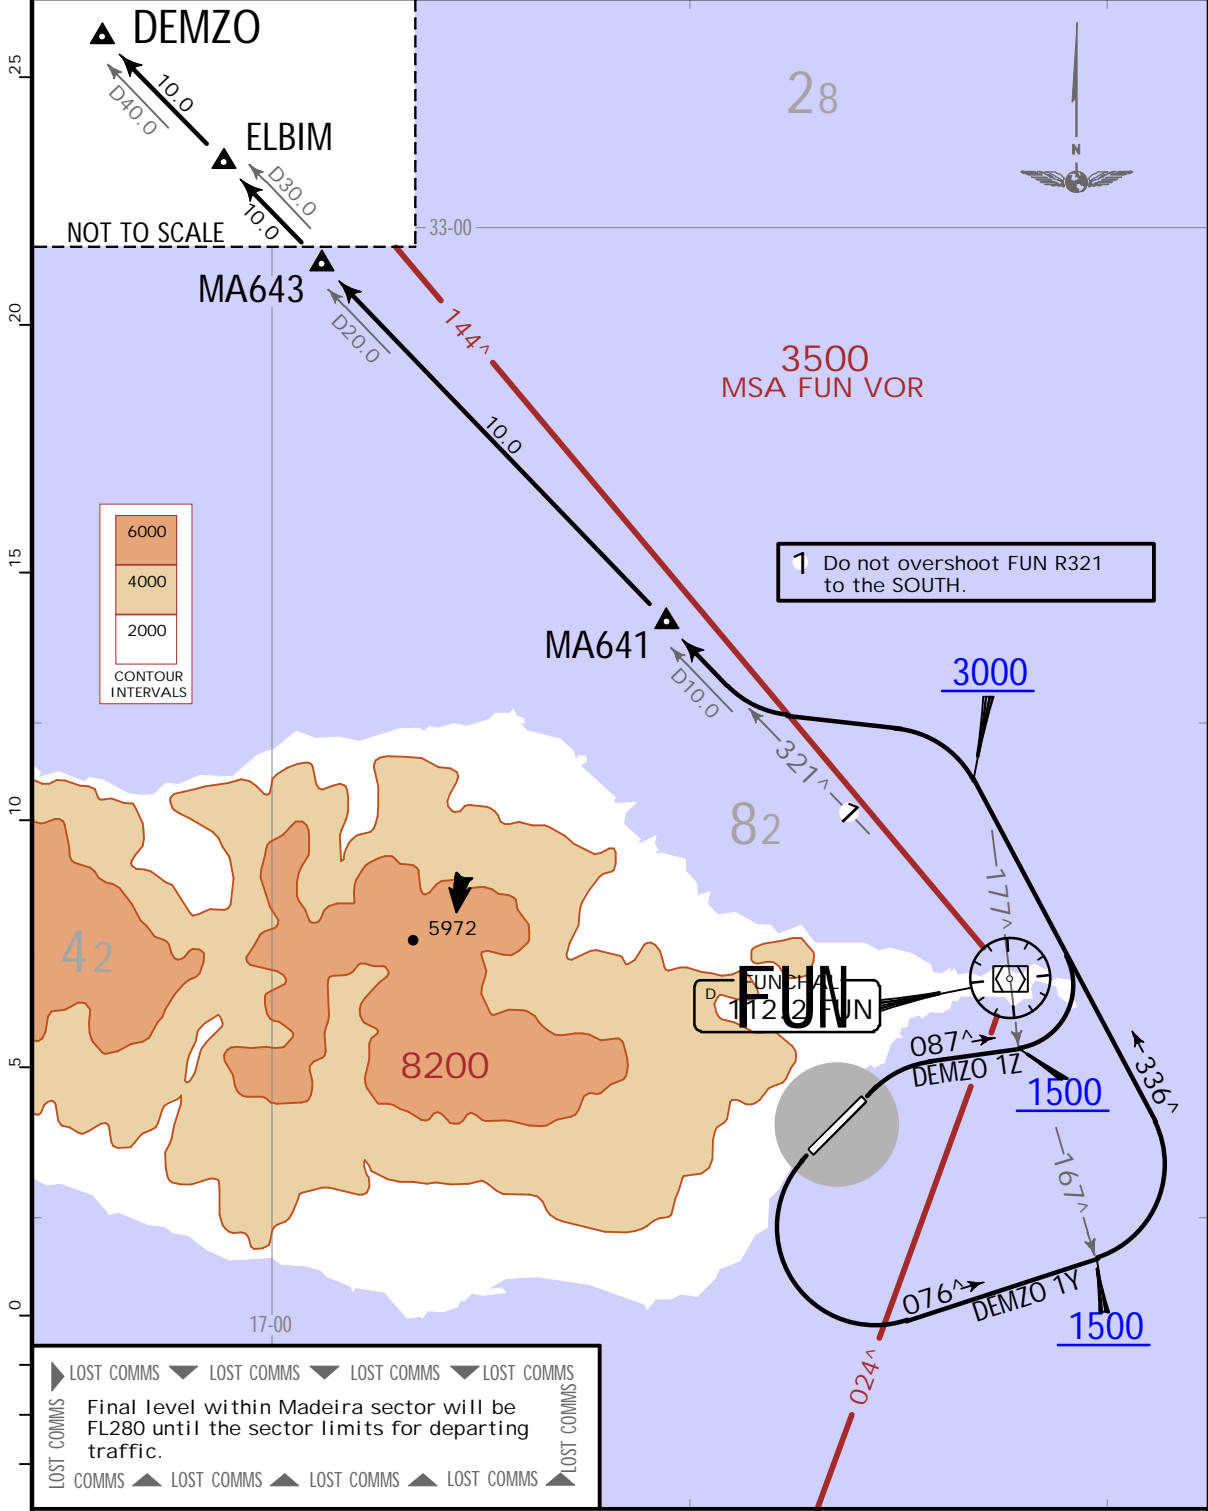 DEMZO
25
10.0
D40.0
28
ELBIM
N
D30.0
10.0
NOT TO SCALE
33-00
MA643
20
144^
D20.0
3500
MSA FUN VOR
10.0
6000
4000
2000
CONTOUR
INTERVALS
15
1 Do not overshoot FUN R321
to the SOUTH.
MA641
D10.0
3000
321^
1
10
82
177^
5972
42
FUNCHAL
D 112.2 FUN
FUN
087^
DEMZO 1Z
5
8200
1500
336^
167^
076^
DEMZO 1Y
0
17-00
1500
024^
LOST COMMS LOST COMMS LOST COMMS LOST COMMS
LOST COMMS
Final level within Madeira sector will be
FL280 until the sector limits for departing
traffic.
LOST COMMS
COMMS LOST COMMS LOST COMMS LOST COMMS